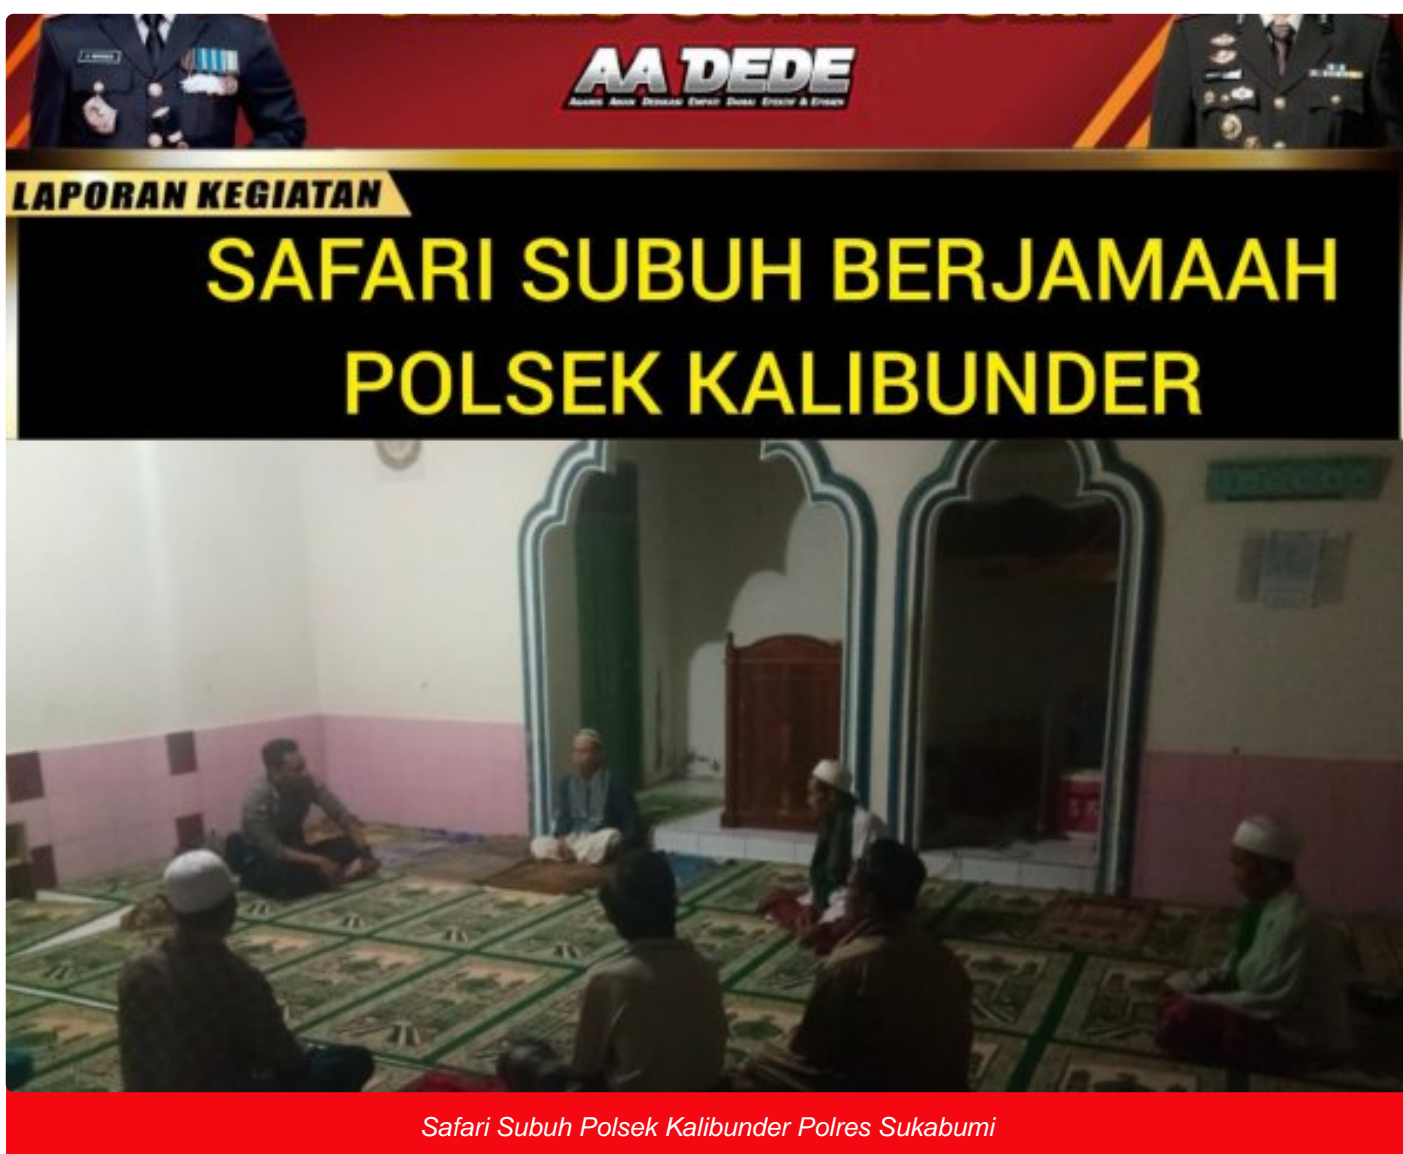 AA DEDE
LAPORAN KEGIATAN
SAFARI SUBUH BERJAMAAH
POLSEK KALIBUNDER
Safari Subuh Polsek Kalibunder Polres Sukabumi